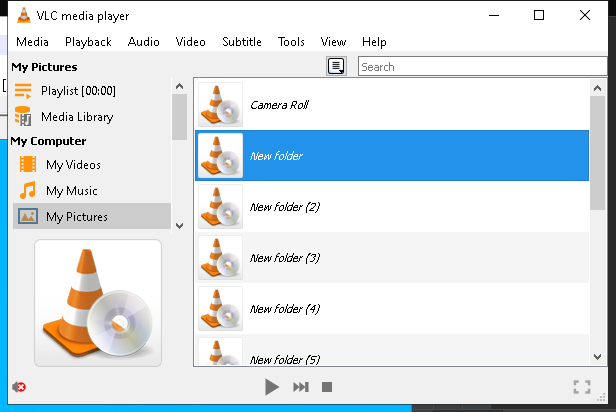 VLC media player
Media Playback Audio Video Subtitle Tools View Help
My Pictures
Search
Playlist [00:00]
Media Library
My Computer
My Videos
My Music
My Pictures
Camera Roll
New folder
New folder (2)
New folder (3)
New folder (4)
New folder (5)